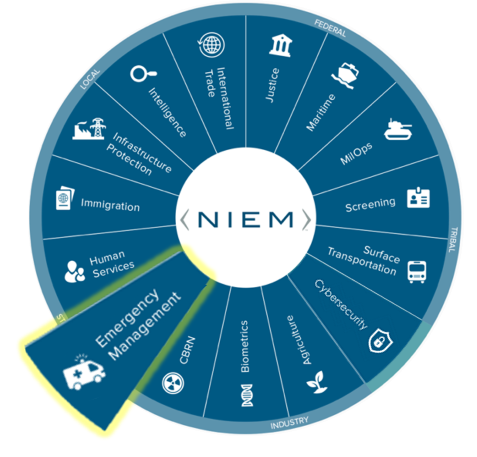 FEDERAL
LOCAL
TRIBAL
INDUSTRY
Justice
Maritime
MilOps
Screening
Surface
Transportation
Cybersecurity
Agriculture
Biometrics
CBRN
Emergency
Management
Human
Services
Immigration
Infrastructure
Protection
Intelligence
International
Trade
NIEM